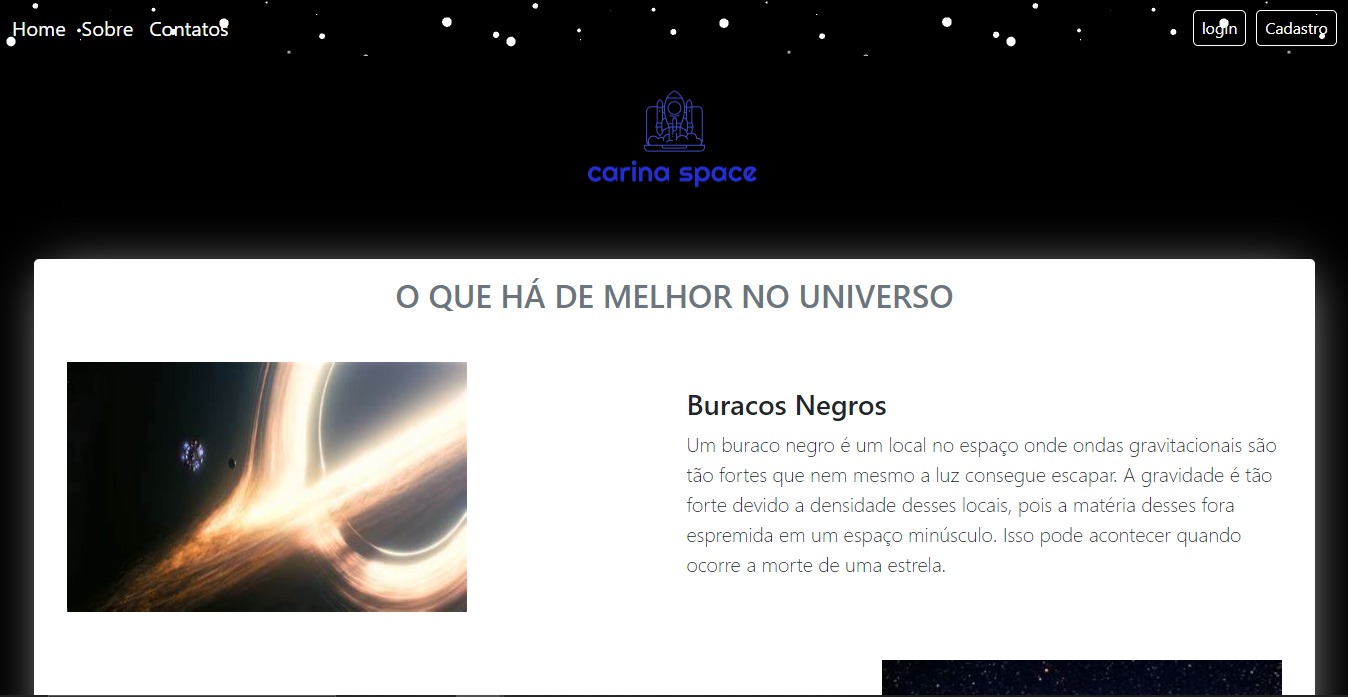 Home Sobre Contatos login Cadastro
carina space
O QUE HÁ DE MELHOR NO UNIVERSO
Buracos Negros
Um buraco negro é um local no espaço onde ondas gravitacionais são
tão fortes que nem mesmo a luz consegue escapar. A gravidade é tão
forte devido a densidade desses locais, pois a matéria desses fora
espremida em um espaço minúsculo. Isso pode acontecer quando
ocorre a morte de uma estrela.